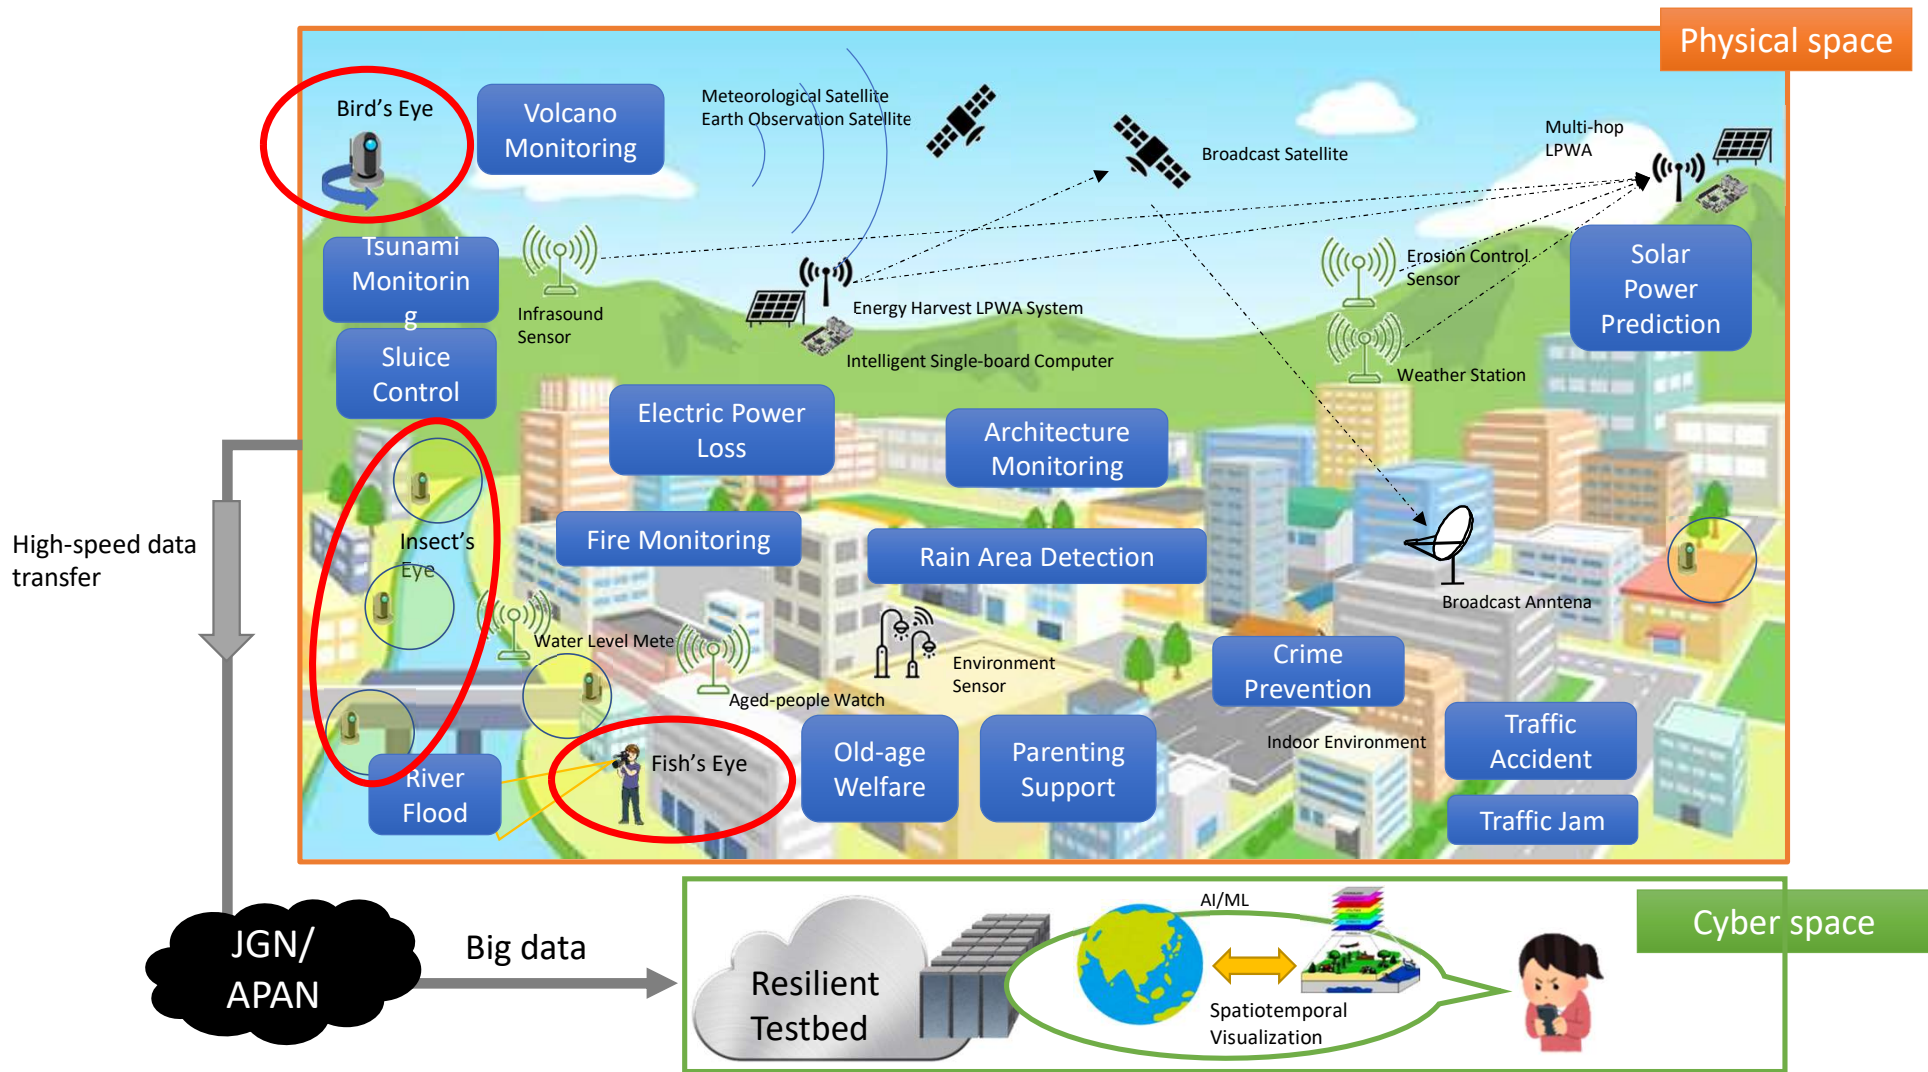 Physical space
Bird's Eye
Volcano
Monitoring
Meteorological Satellite
Earth Observation Satellite
Broadcast Satellite
Multi-hop
LPWA
Tsunami
Monitorin
g
Infrasound
Sensor
Energy Harvest LPWA System
Intelligent Single-board Computer
Erosion Control
Sensor
Weather Station
Solar
Power
Prediction
Sluice
Control
Electric Power
Loss
Architecture
Monitoring
High-speed data
transfer
Insect's
Eye
Fire Monitoring
Rain Area Detection
Broadcast Anntena
Water Level Mete
Aged-people Watch
Environment
Sensor
Crime
Prevention
Indoor Environment
Traffic
Accident
Traffic Jam
River
Flood
Fish's Eye
Old-age
Welfare
Parenting
Support
JGN/
APAN
Big data
Resilient
Testbed
AI/ML
Spatiotemporal
Visualization
Cyber space